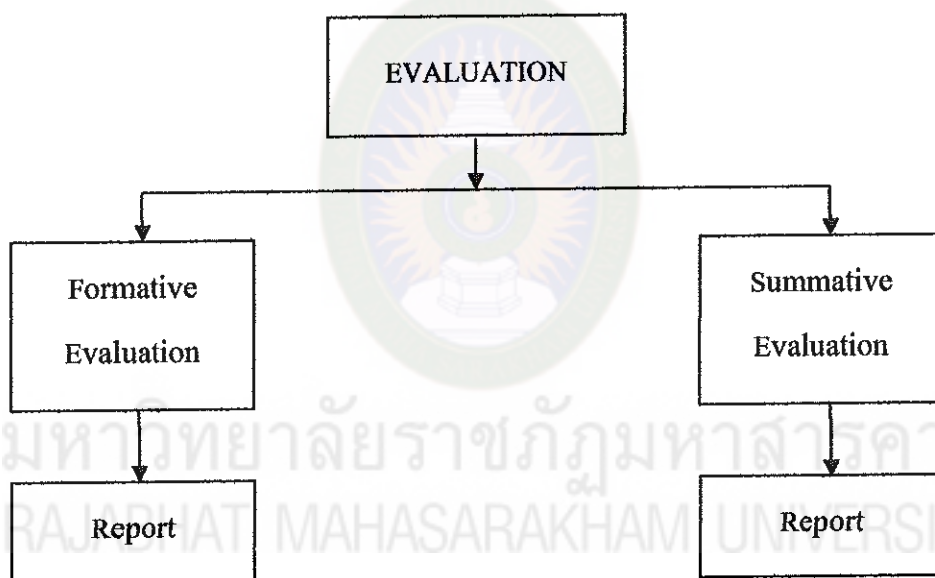 EVALUATION
Formative
Evaluation
Summative
Evaluation
มหาวิทยาลัยราชภัฏมหาสารคา
Report
Report
RAJABHAT MAHASARAKHAM UNIVERSI